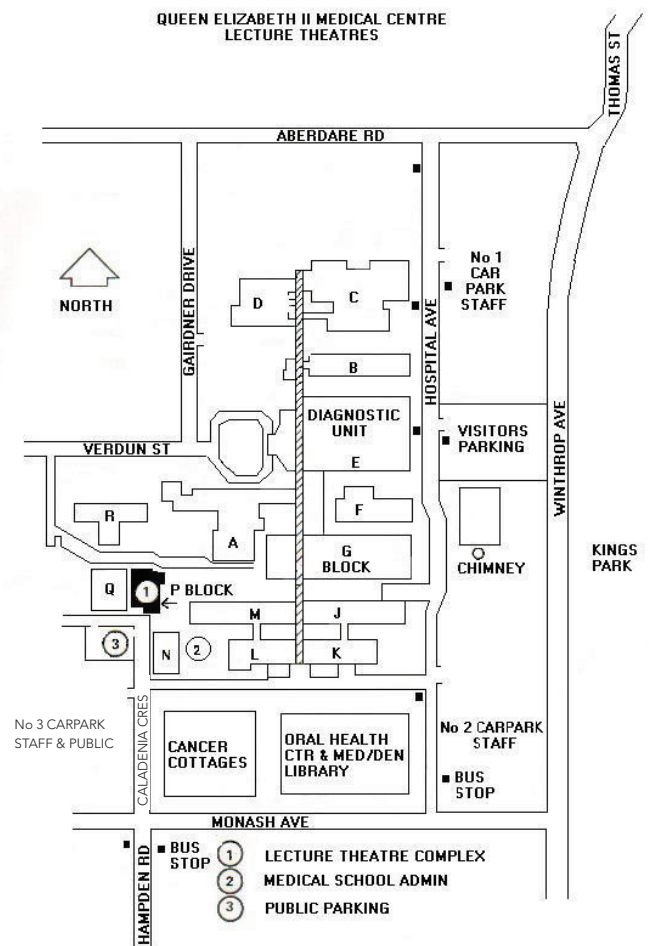 QUEEN ELIZABETH II MEDICAL CENTRE
LECTURE THEATRES
THOMAS ST
ABERDARE RD
NORTH
GAIRDNER DRIVE
D
C
HOSPITAL AVE
No 1
CAR
PARK
STAFF
B
DIAGNOSTIC
UNIT
E
VISITORS
PARKING
WINTHROP AVE
VERDUN ST
R
A
F
G
BLOCK
CHIMNEY
KINGS
PARK
Q
1
P BLOCK
M
J
3
N
2
L
K
No 3 CARPARK
STAFF & PUBLIC
CALADENIA CRES
CANCER
COTTAGES
ORAL HEALTH
CTR & MED/DEN
LIBRARY
No 2 CARPARK
STAFF
BUS
STOP
MONASH AVE
HAMPDEN RD
BUS
STOP
1 LECTURE THEATRE COMPLEX
2 MEDICAL SCHOOL ADMIN
3 PUBLIC PARKING